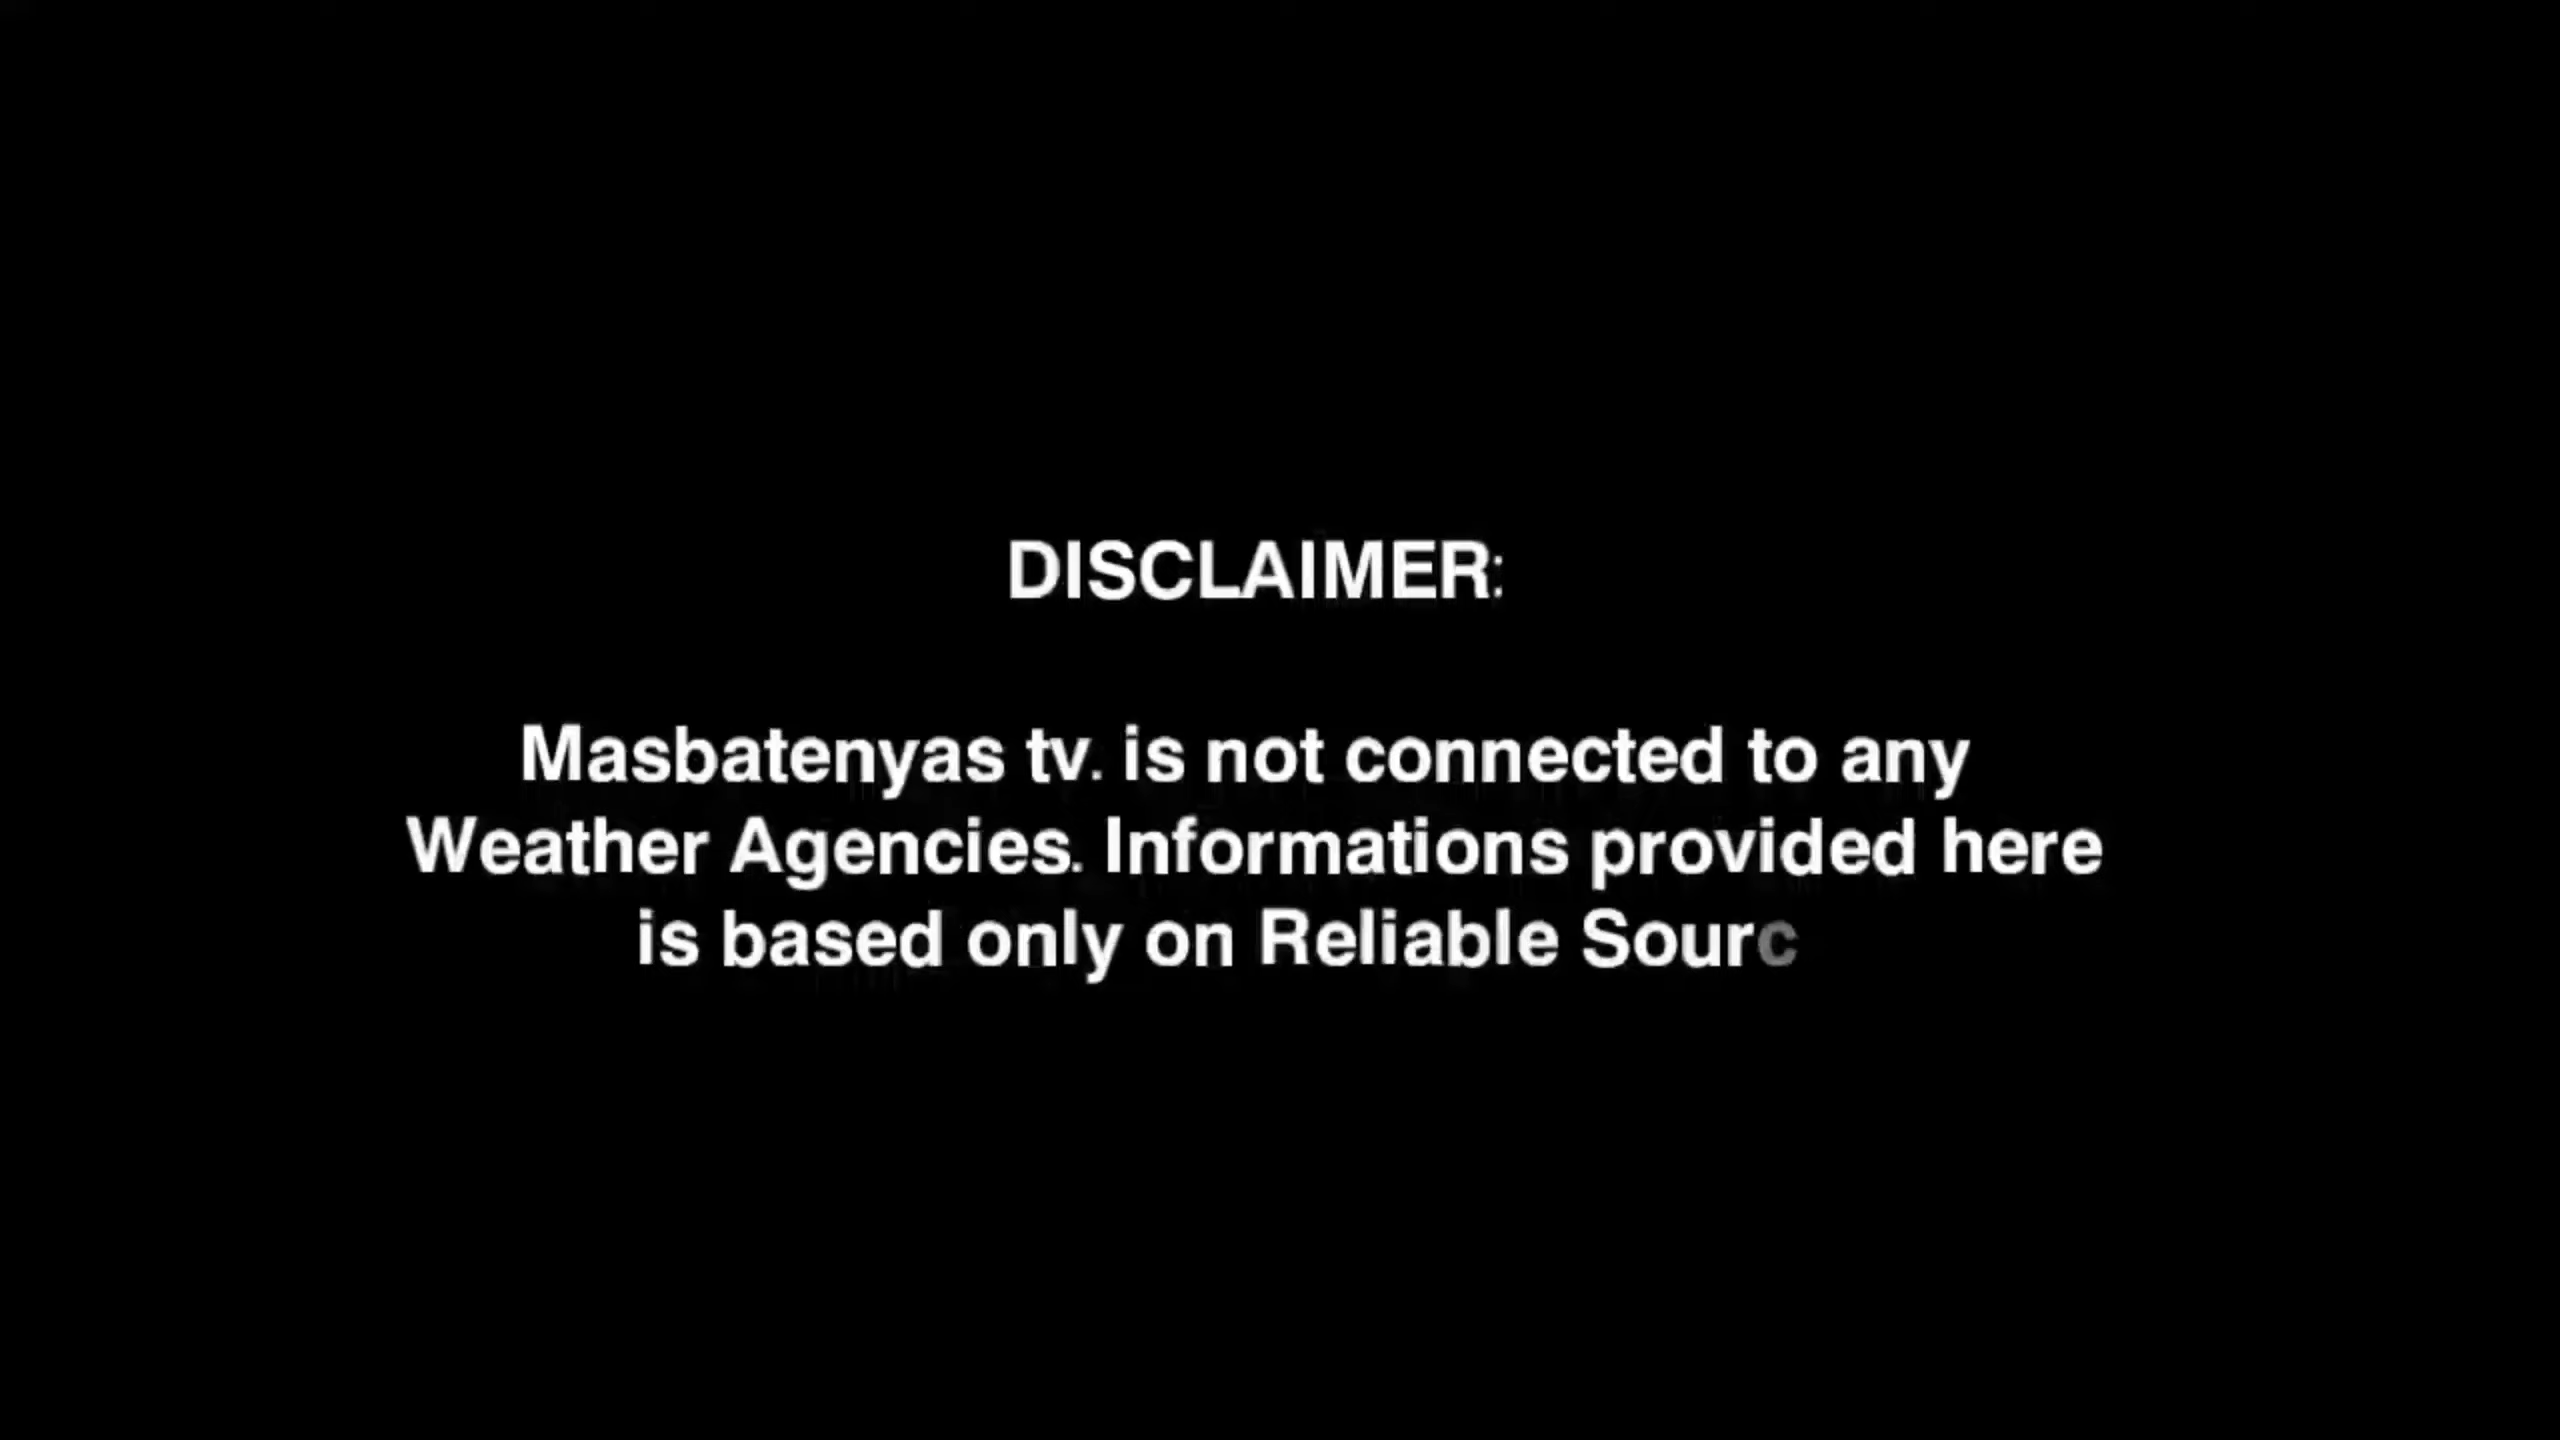 DISCLAIMER:
Masbatenyas tv. is not connected to any
Weather Agencies. Informations provided here
is based only on Reliable Sourc